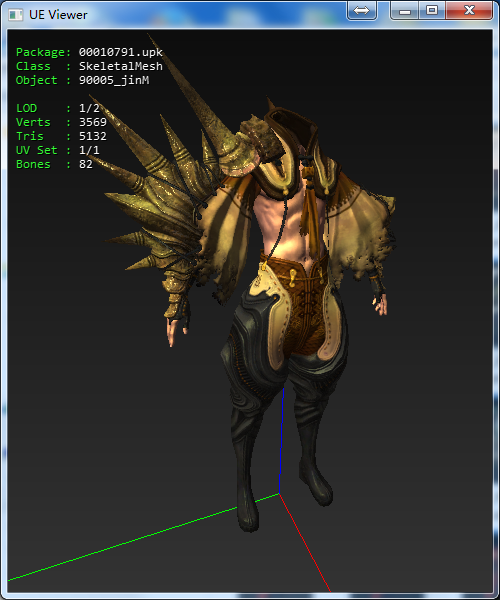 UE Viewer
Package: 00010791.upk
Class : SkeletalMesh
Object : 90005_jinM
LOD : 1/2
Verts : 3569
Tris : 5132
UV Set : 1/1
Bones : 82